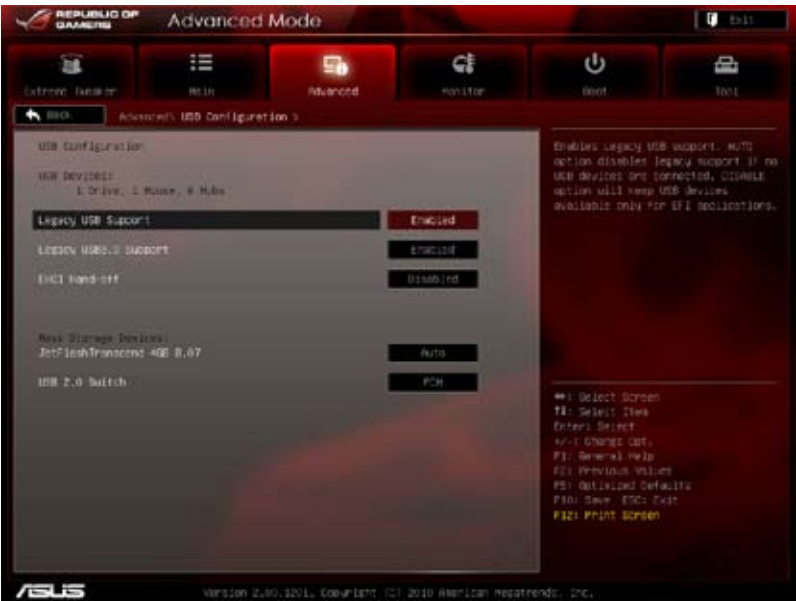 REPUBLIC OF GAMERS
Advanced Mode
Exit
Extreme Tweaker
Main
Advanced
Monitor
Boot
Tool
Back
Advanced\ USB Configuration >
USB Configuration
USB Devices:
1 Drive, 1 Mouse, 6 Hubs
Legacy USB Support
Enabled
Legacy USB3.0 Support
Enabled
EHCI Hand-off
Disabled
Mass Storage Devices:
JetFlashTranscend 4GB 8.07
Auto
USB 2.0 Switch
PCH
Enables Legacy USB support. AUTO
option disables legacy support if no
USB devices are connected. DISABLE
option will keep USB devices
available only for EFI applications.
: Select Screen
: Select Item
Enter: Select
+/-: Change Opt.
F1: General Help
F2: Previous Values
F5: Optimized Defaults
F10: Save ESC: Exit
F12: Print Screen
ASUS
Version 2.00.1201. Copyright (C) 2010 American Megatrends, Inc.